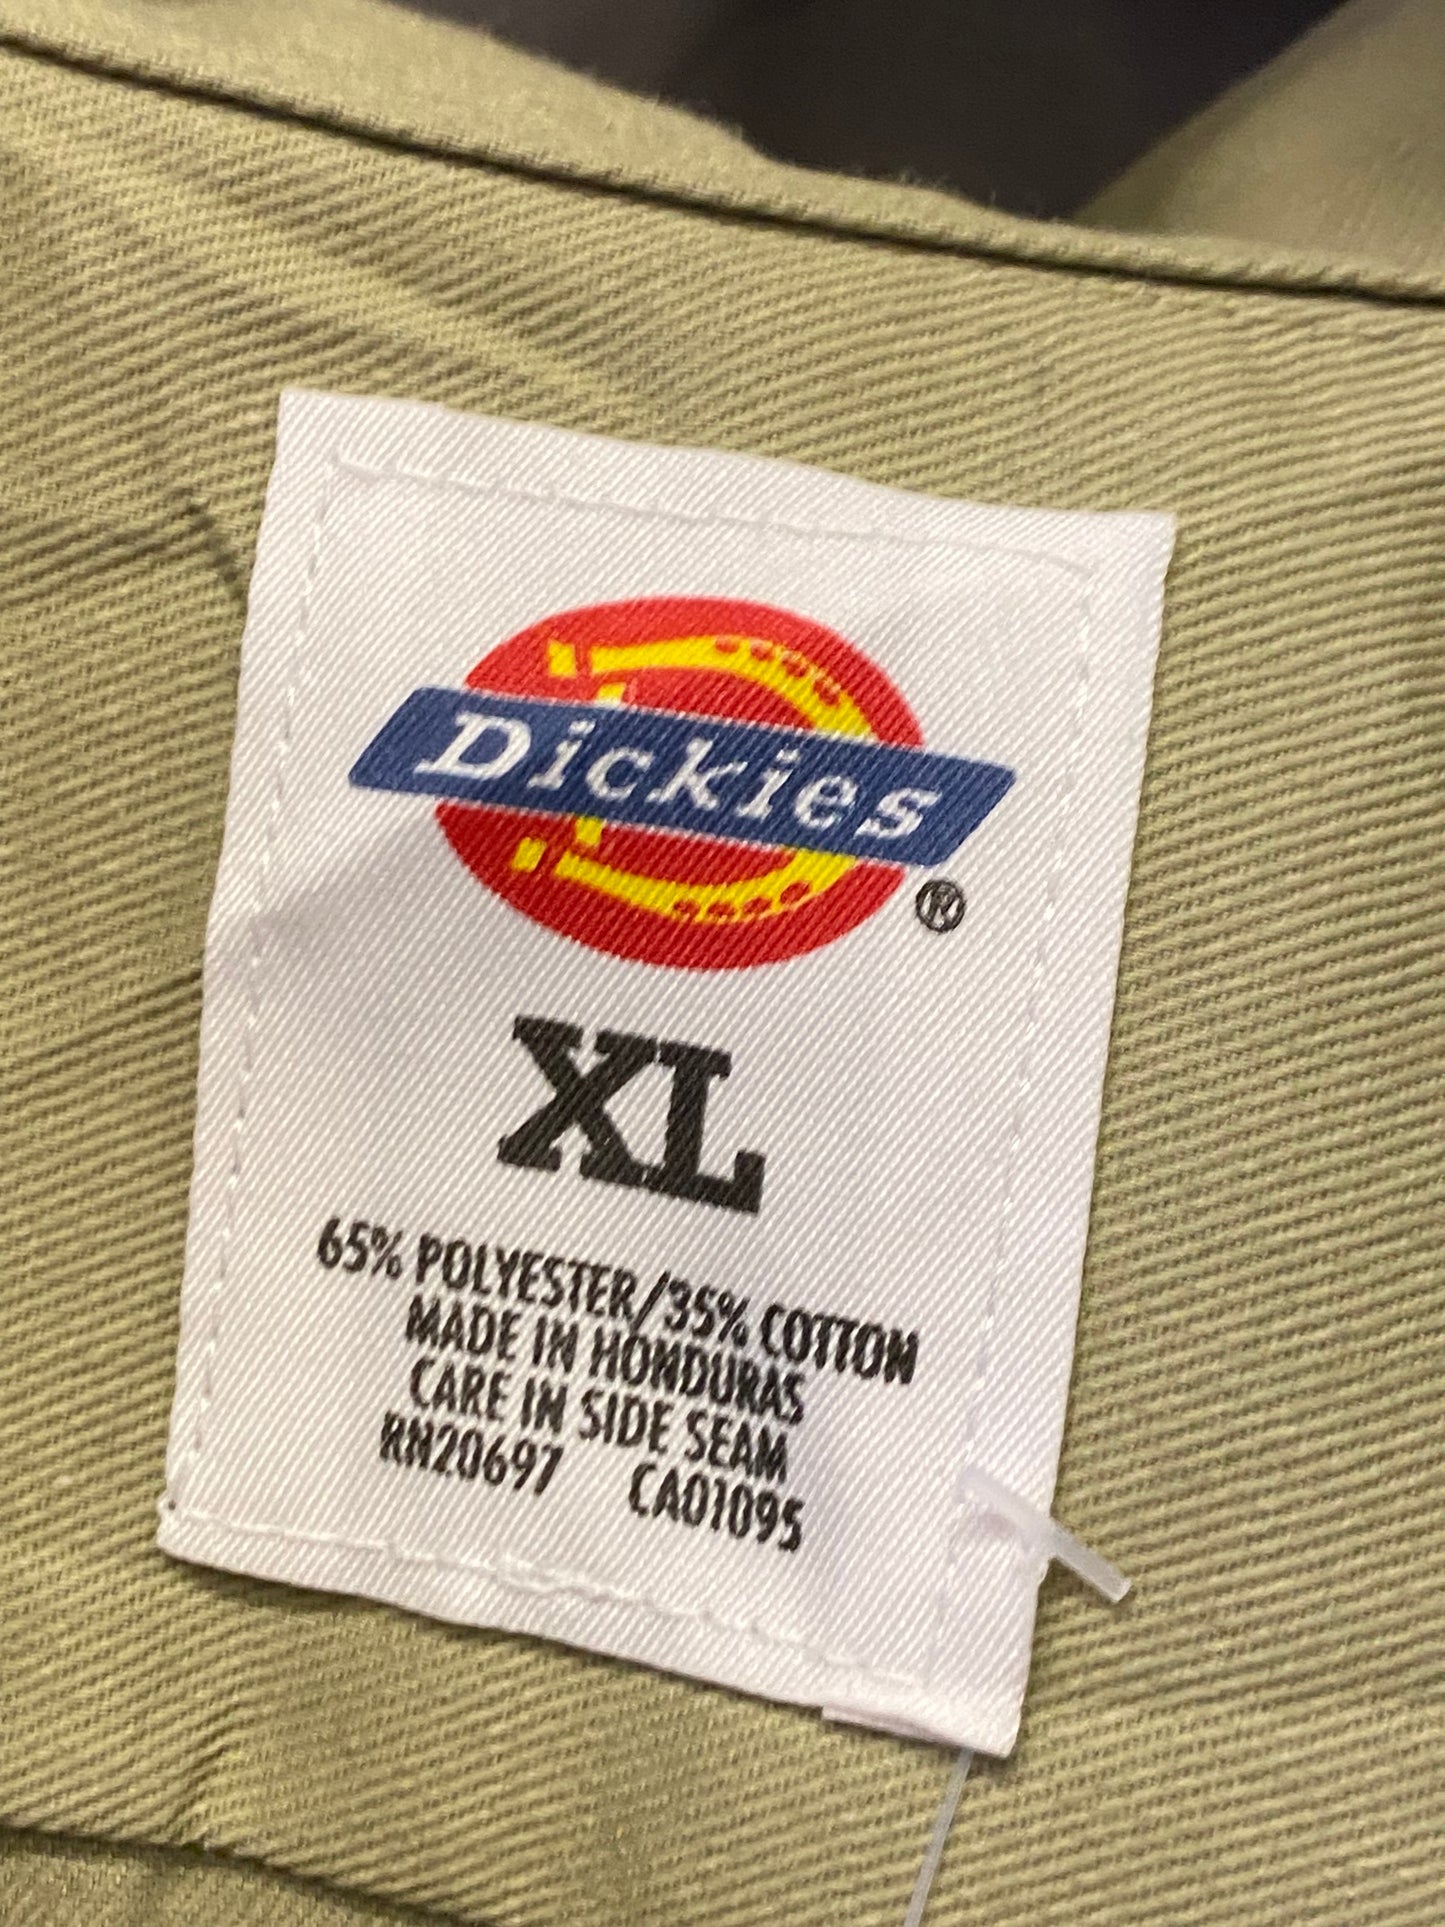 Dickies
®
XL
65% POLYESTER/35% COTTON
MADE IN HONDURAS
CARE IN SIDE SEAM
RN20697 CA01095